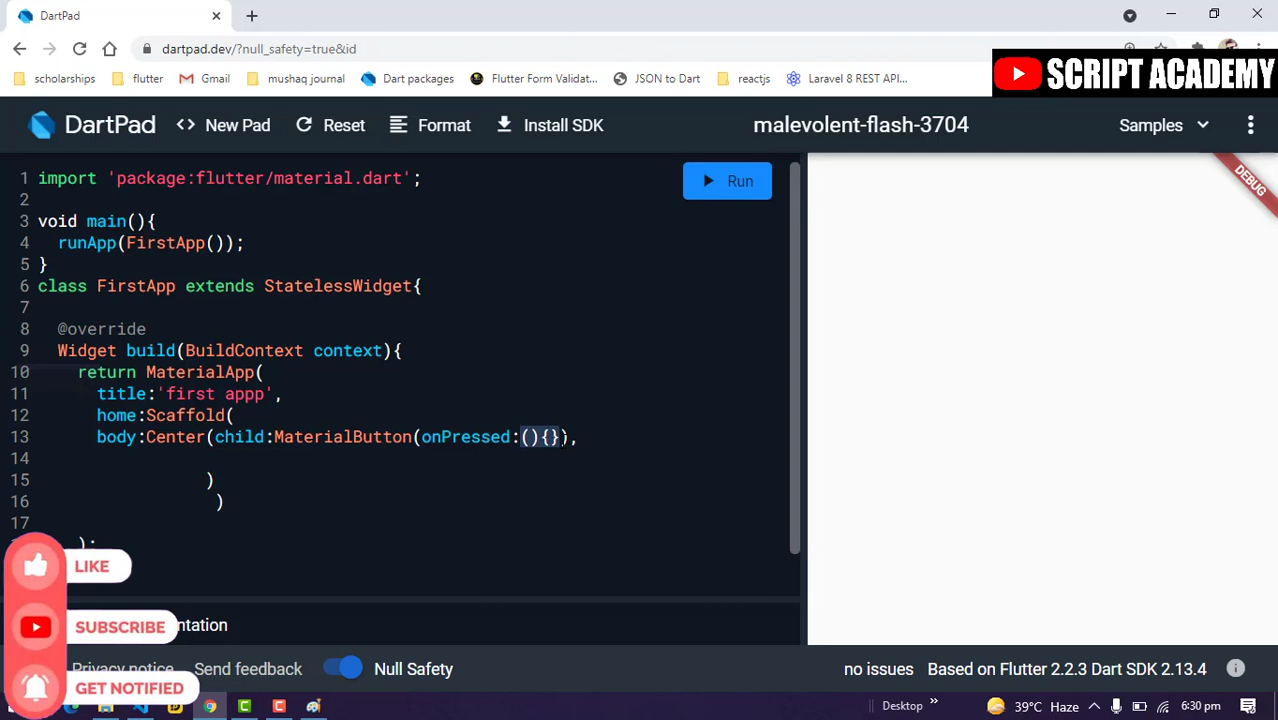 DartPad
dartpad.dev/?null_safety=true&id
scholarships flutter Gmail mushaq journal Dart packages Flutter Form Validat... JSON to Dart reactjs Laravel 8 REST API...
SCRIPT ACADEMY
DartPad <> New Pad Reset Format Install SDK malevolent-flash-3704 Samples
Run
DEBUG
1 import 'package:flutter/material.dart';
2
3 void main(){
4 runApp(FirstApp());
5 }
6 class FirstApp extends StatelessWidget{
7
8 @override
9 Widget build(BuildContext context){
10 return MaterialApp(
11 title:'first appp',
12 home:Scaffold(
13 body:Center(child:MaterialButton(onPressed:(){}),
14
15 )
16 )
17
);
LIKE
SUBSCRIBE
ntation
GET NOTIFIED
Privacy notice Send feedback Null Safety no issues Based on Flutter 2.2.3 Dart SDK 2.13.4
Desktop 39°C Haze 6:30 pm